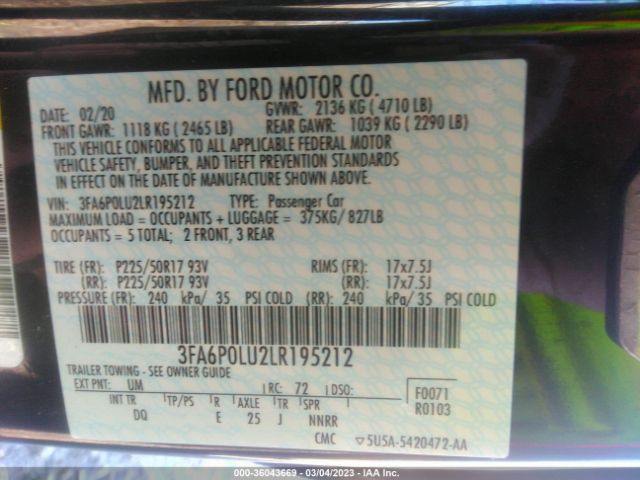 MFD. BY FORD MOTOR CO.
DATE: 02/20 GVWR: 2136 KG ( 4710 LB)
FRONT GAWR: 1118 KG ( 2465 LB) REAR GAWR: 1039 KG ( 2290 LB)
THIS VEHICLE CONFORMS TO ALL APPLICABLE FEDERAL MOTOR
VEHICLE SAFETY, BUMPER, AND THEFT PREVENTION STANDARDS
IN EFFECT ON THE DATE OF MANUFACTURE SHOWN ABOVE.
VIN: 3FA6P0LU2LR195212 TYPE: Passenger Car
MAXIMUM LOAD = OCCUPANTS + LUGGAGE = 375KG/ 827LB
OCCUPANTS = 5 TOTAL; 2 FRONT, 3 REAR
TIRE (FR): P225/50R17 93V RIMS (FR): 17x7.5J
(RR): P225/50R17 93V (RR): 17x7.5J
PRESSURE (FR): 240 kPa/ 35 PSI COLD (RR): 240 kPa/ 35 PSI COLD
3FA6P0LU2LR195212
TRAILER TOWING - SEE OWNER GUIDE
EXT PNT: UM RC: 72 DSO: F0071
INT TR TP/PS R AXLE TR SPR R0103
DQ E 25 J NNRR
CMC 5U5A-5420472-AA
000-36043669 - 03/04/2023 - IAA Inc.